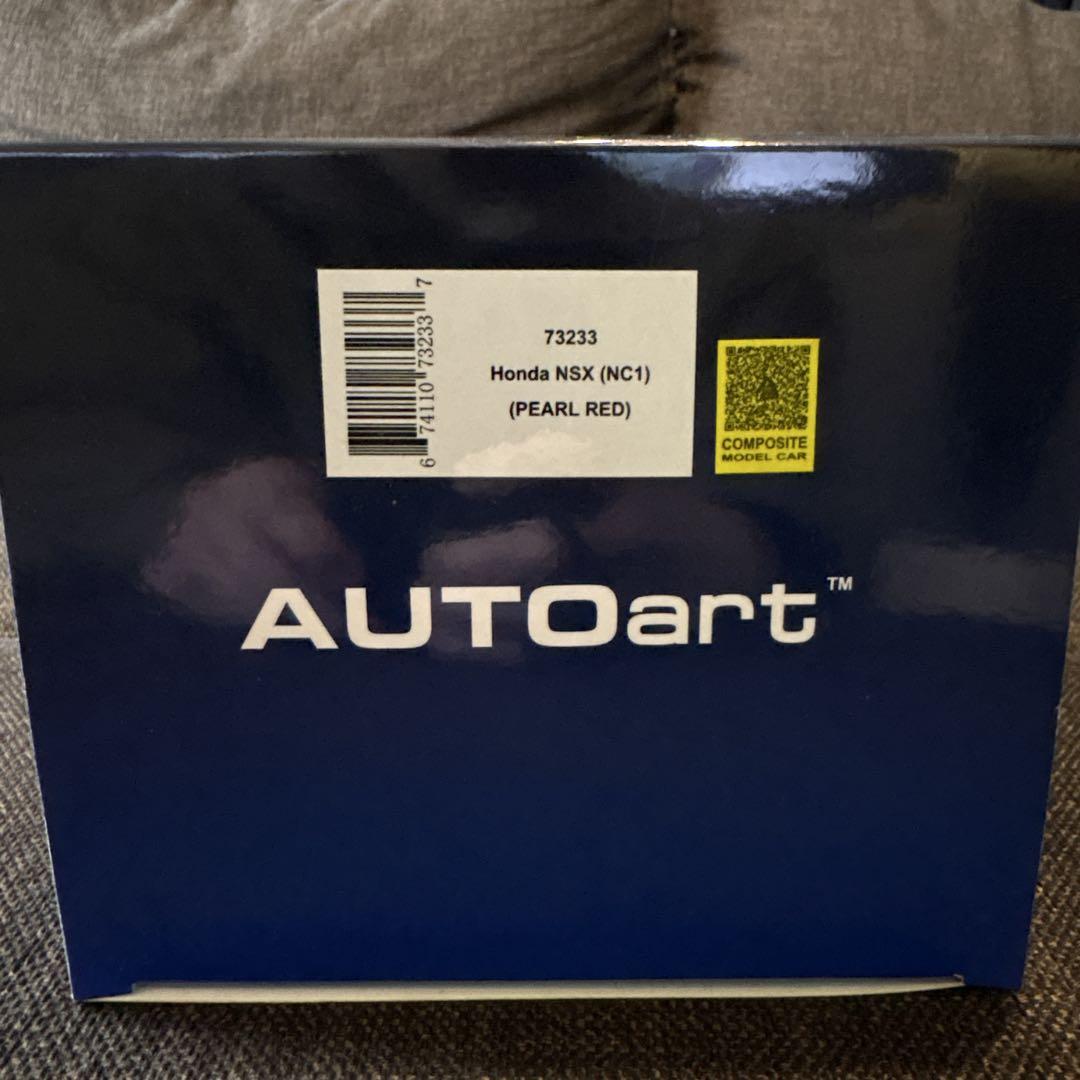 6 74110 73233 7
73233
Honda NSX (NC1)
(PEARL RED)
COMPOSITE
MODEL CAR
AUTOart™